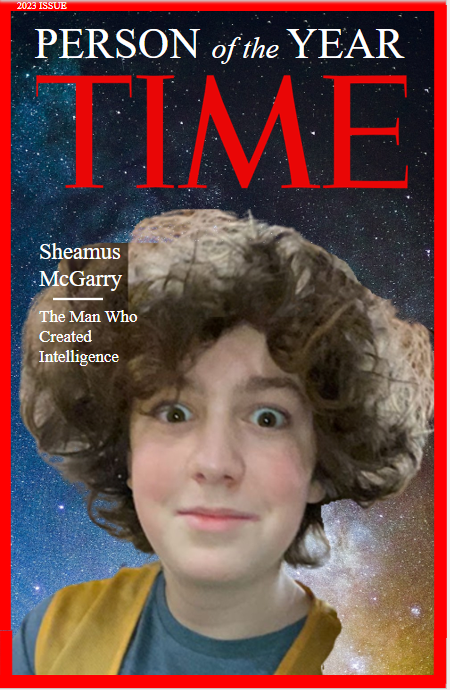 2023 ISSUE
PERSON of the YEAR
TIME
Sheamus
McGarry
The Man Who
Created
Intelligence